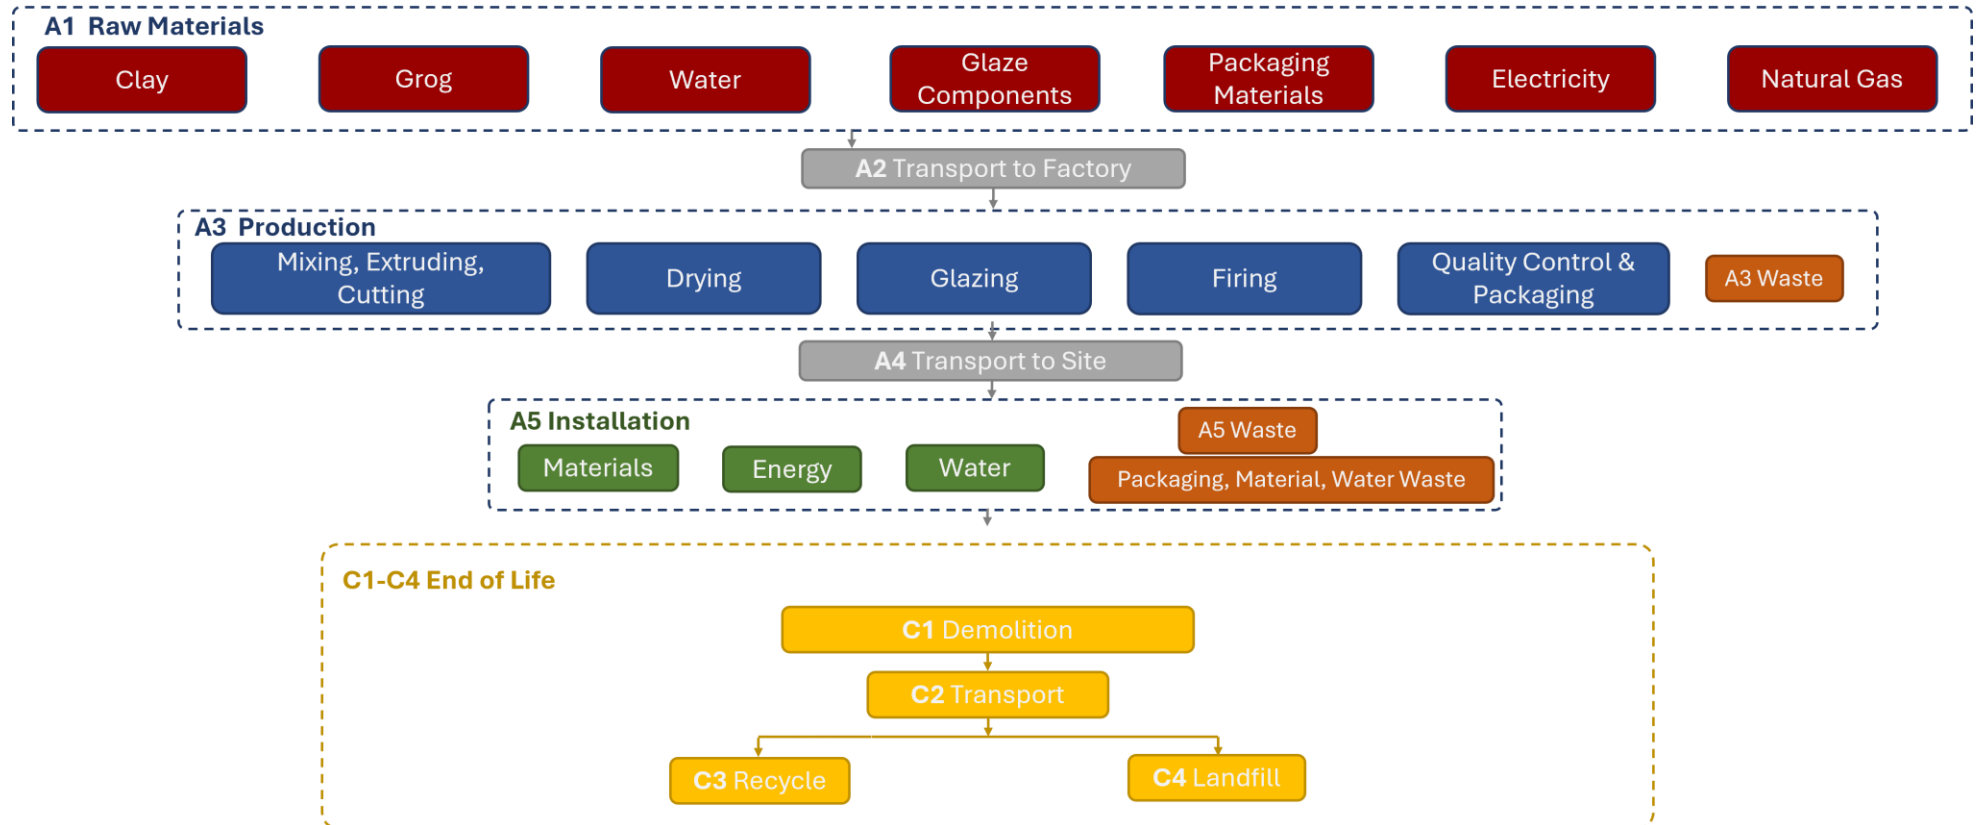 A1 Raw Materials
Clay
Grog
Water
Glaze
Components
Packaging
Materials
Electricity
Natural Gas
A2 Transport to Factory
A3 Production
Mixing, Extruding,
Cutting
Drying
Glazing
Firing
Quality Control &
Packaging
A3 Waste
A4 Transport to Site
A5 Installation
Materials
Energy
Water
A5 Waste
Packaging, Material, Water Waste
C1-C4 End of Life
C1 Demolition
C2 Transport
C3 Recycle
C4 Landfill